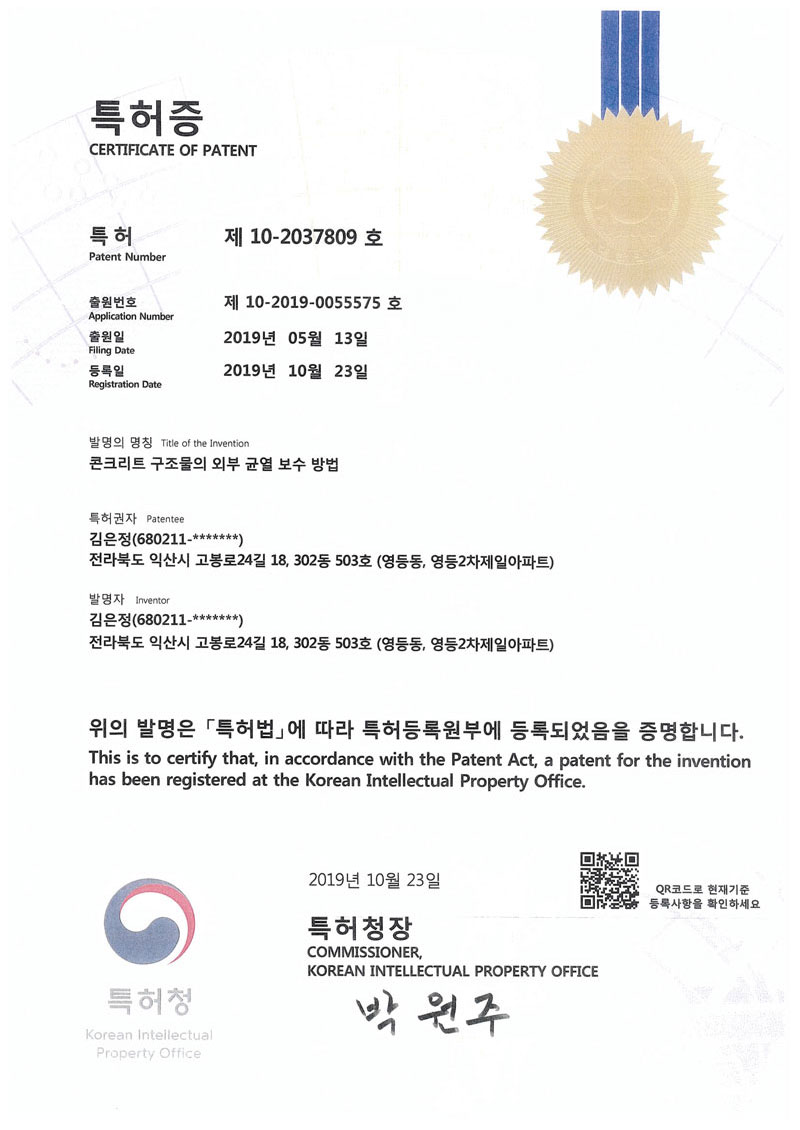 특허증
CERTIFICATE OF PATENT
특허 제 10-2037809 호
Patent Number
출원번호 제 10-2019-0055575 호
Application Number
출원일 2019년 05월 13일
Filing Date
등록일 2019년 10월 23일
Registration Date
발명의 명칭 Title of the Invention
콘크리트 구조물의 외부 균열 보수 방법
특허권자 Patentee
김은정(680211-*******)
전라북도 익산시 고봉로24길 18, 302동 503호 (영등동, 영등2차제일아파트)
발명자 Inventor
김은정(680211-*******)
전라북도 익산시 고봉로24길 18, 302동 503호 (영등동, 영등2차제일아파트)
위의 발명은 「특허법」에 따라 특허등록원부에 등록되었음을 증명합니다.
This is to certify that, in accordance with the Patent Act, a patent for the invention
has been registered at the Korean Intellectual Property Office.
2019년 10월 23일
QR코드로 현재기준
등록사항을 확인하세요
특허청장
COMMISSIONER,
KOREAN INTELLECTUAL PROPERTY OFFICE
박원주
특허청
Korean Intellectual
Property Office